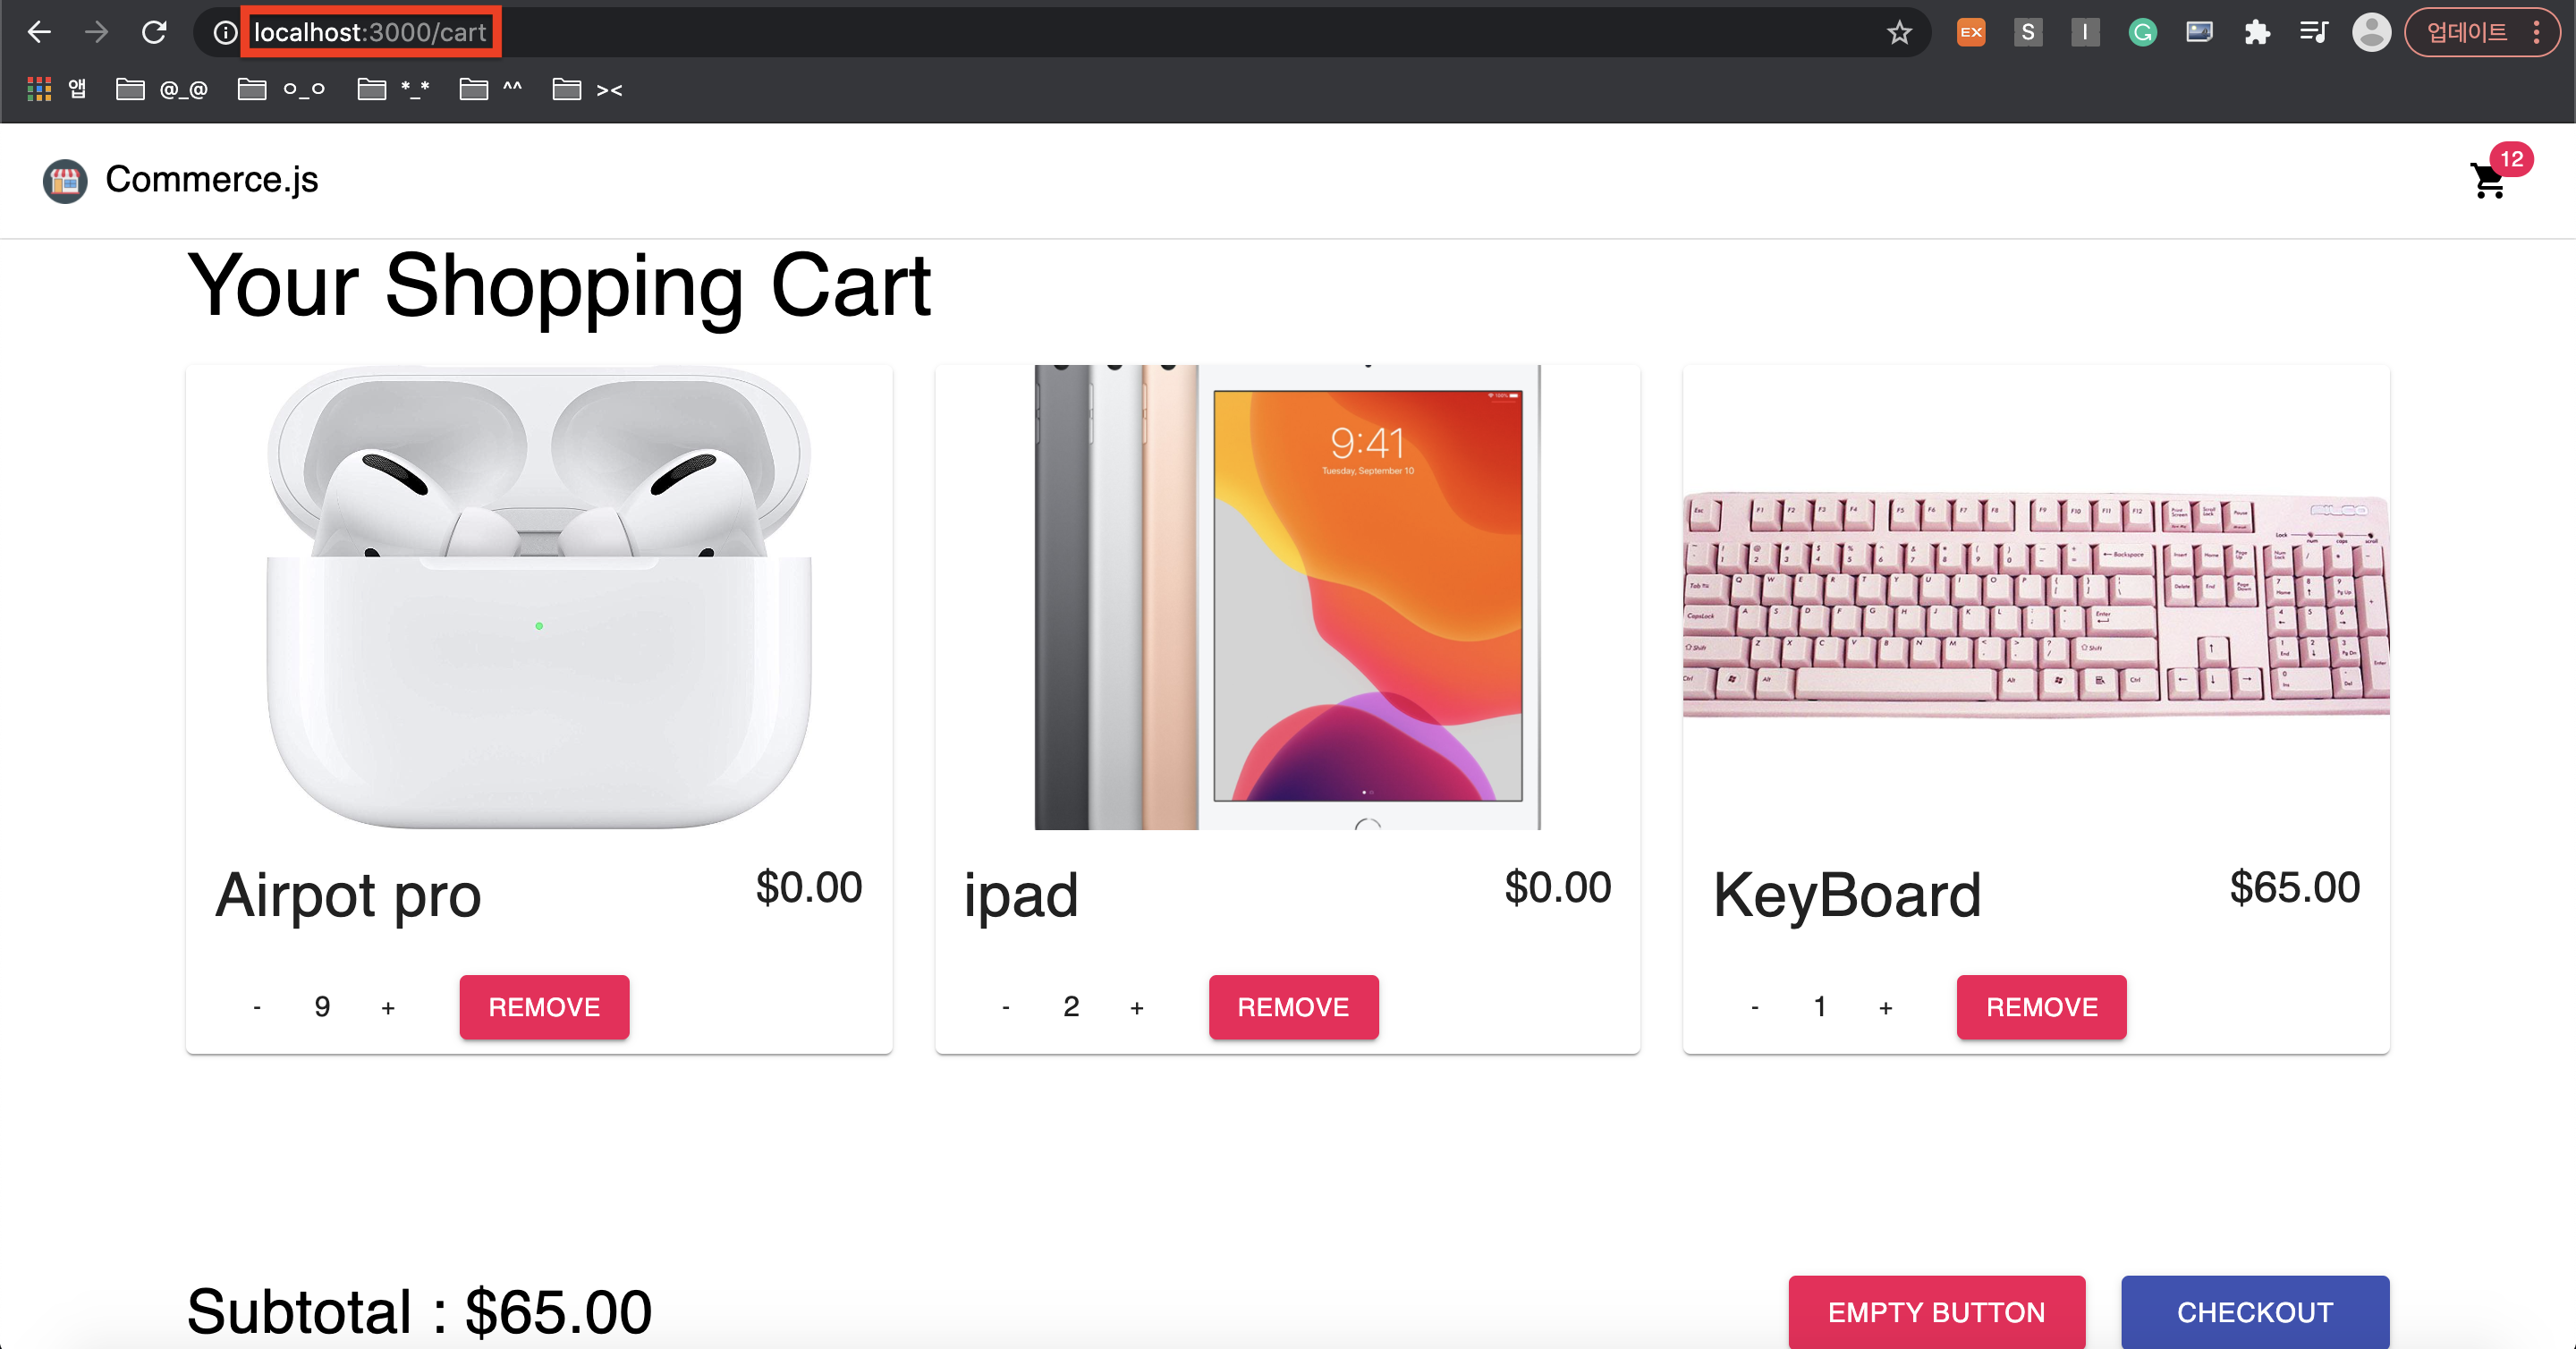 localhost:3000/cart
EX
S
I
G
업데이트
앱
@_@
o_o
*_*
^^
><
Commerce.js
12
Your Shopping Cart
9:41
Tuesday, September 10
Airpot pro
$0.00
- 9 +
REMOVE
ipad
$0.00
- 2 +
REMOVE
KeyBoard
$65.00
- 1 +
REMOVE
Subtotal : $65.00
EMPTY BUTTON
CHECKOUT